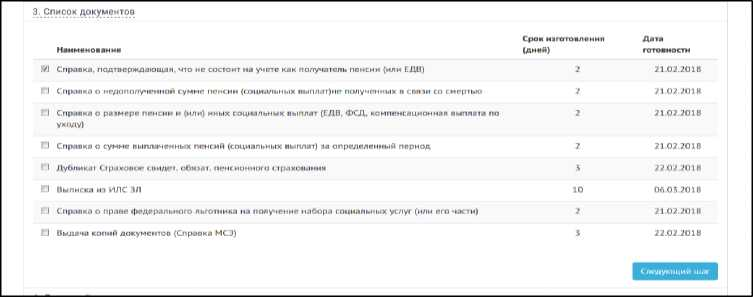 3. Список документов
Наименование
Срок изготовления (дней)
Дата готовности
Справка, подтверждающая, что не состоит на учете как получатель пенсии (или ЕДВ) 2 21.02.2018
Справка о недополученной сумме пенсии (социальных выплат)не полученных в связи со смертью 2 21.02.2018
Справка о размере пенсии и (или) иных социальных выплат (ЕДВ, ФСД, компенсационная выплата по 2 21.02.2018
уходу)
Справка о сумме выплаченных пенсий (социальных выплат) за определенный период 2 21.02.2018
Дубликат Страховое свидет. обязат. пенсионного страхования 3 22.02.2018
Выписка из ИЛС ЗЛ 10 06.03.2018
Справка о праве федерального льготника на получение набора социальных услуг (или его части) 2 21.02.2018
Выдача копий документов (Справка МСЭ) 3 22.02.2018
Следующий шаг